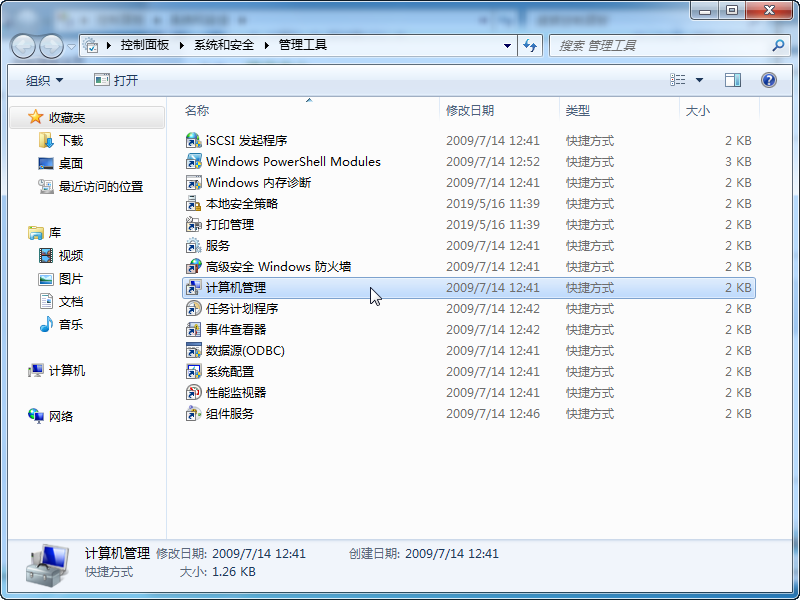 控制面板 系统和安全 管理工具 搜索 管理工具
组织 打开
名称 修改日期 类型 大小
收藏夹
下载
桌面
最近访问的位置
库
视频
图片
文档
音乐
计算机
网络
iSCSI 发起程序 2009/7/14 12:41 快捷方式 2 KB
Windows PowerShell Modules 2009/7/14 12:52 快捷方式 3 KB
Windows 内存诊断 2009/7/14 12:41 快捷方式 2 KB
本地安全策略 2019/5/16 11:39 快捷方式 2 KB
打印管理 2019/5/16 11:39 快捷方式 2 KB
服务 2009/7/14 12:41 快捷方式 2 KB
高级安全 Windows 防火墙 2009/7/14 12:41 快捷方式 2 KB
计算机管理 2009/7/14 12:41 快捷方式 2 KB
任务计划程序 2009/7/14 12:42 快捷方式 2 KB
事件查看器 2009/7/14 12:42 快捷方式 2 KB
数据源(ODBC) 2009/7/14 12:41 快捷方式 2 KB
系统配置 2009/7/14 12:41 快捷方式 2 KB
性能监视器 2009/7/14 12:41 快捷方式 2 KB
组件服务 2009/7/14 12:46 快捷方式 2 KB
计算机管理 修改日期: 2009/7/14 12:41 创建日期: 2009/7/14 12:41
快捷方式 大小: 1.26 KB